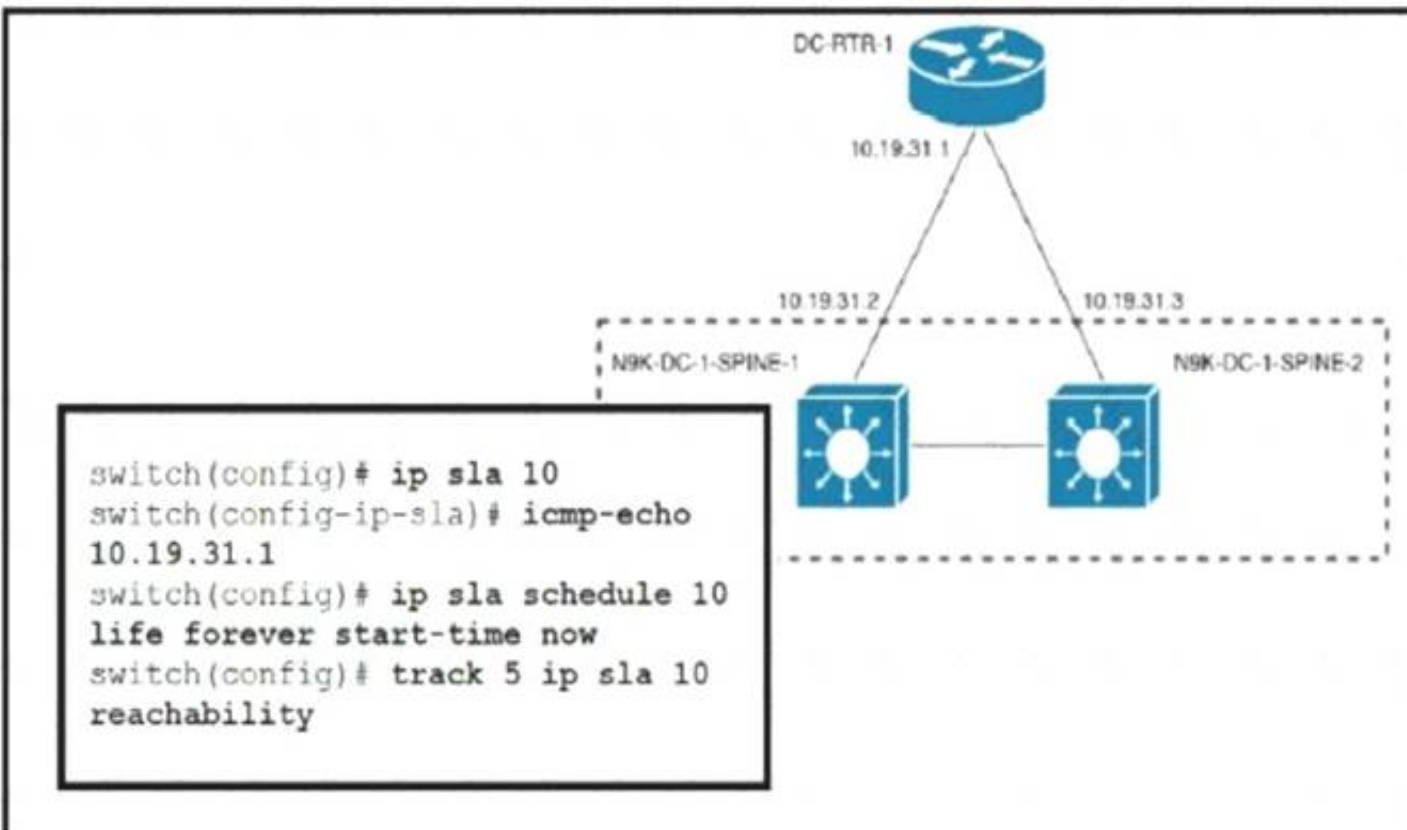 DC-RTR-1
10.19.31.1
10.19.31.2
10.19.31.3
N9K-DC-1-SPINE-1
N9K-DC-1-SPINE-2
switch(config)# ip sla 10
switch(config-ip-sla)# icmp-echo
10.19.31.1
switch(config)# ip sla schedule 10
life forever start-time now
switch(config)# track 5 ip sla 10
reachability